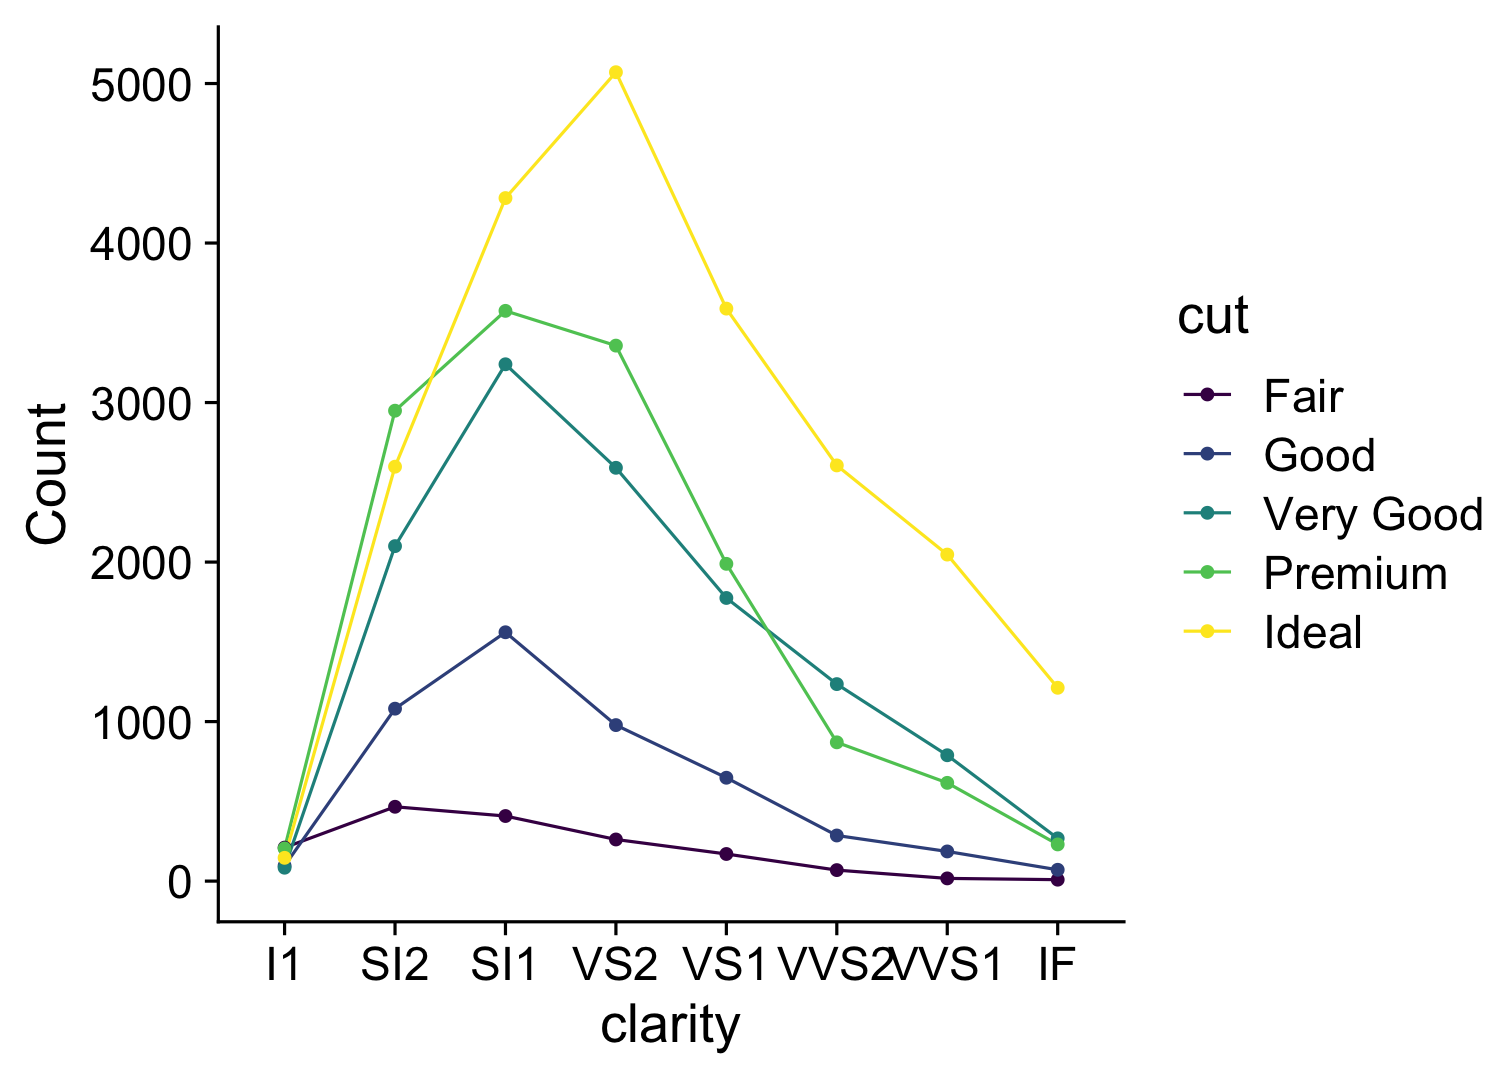 5000
4000
3000
2000
1000
0
Count
I1 SI2 SI1 VS2 VS1 VVS2 VVS1 IF
clarity
cut
Fair
Good
Very Good
Premium
Ideal